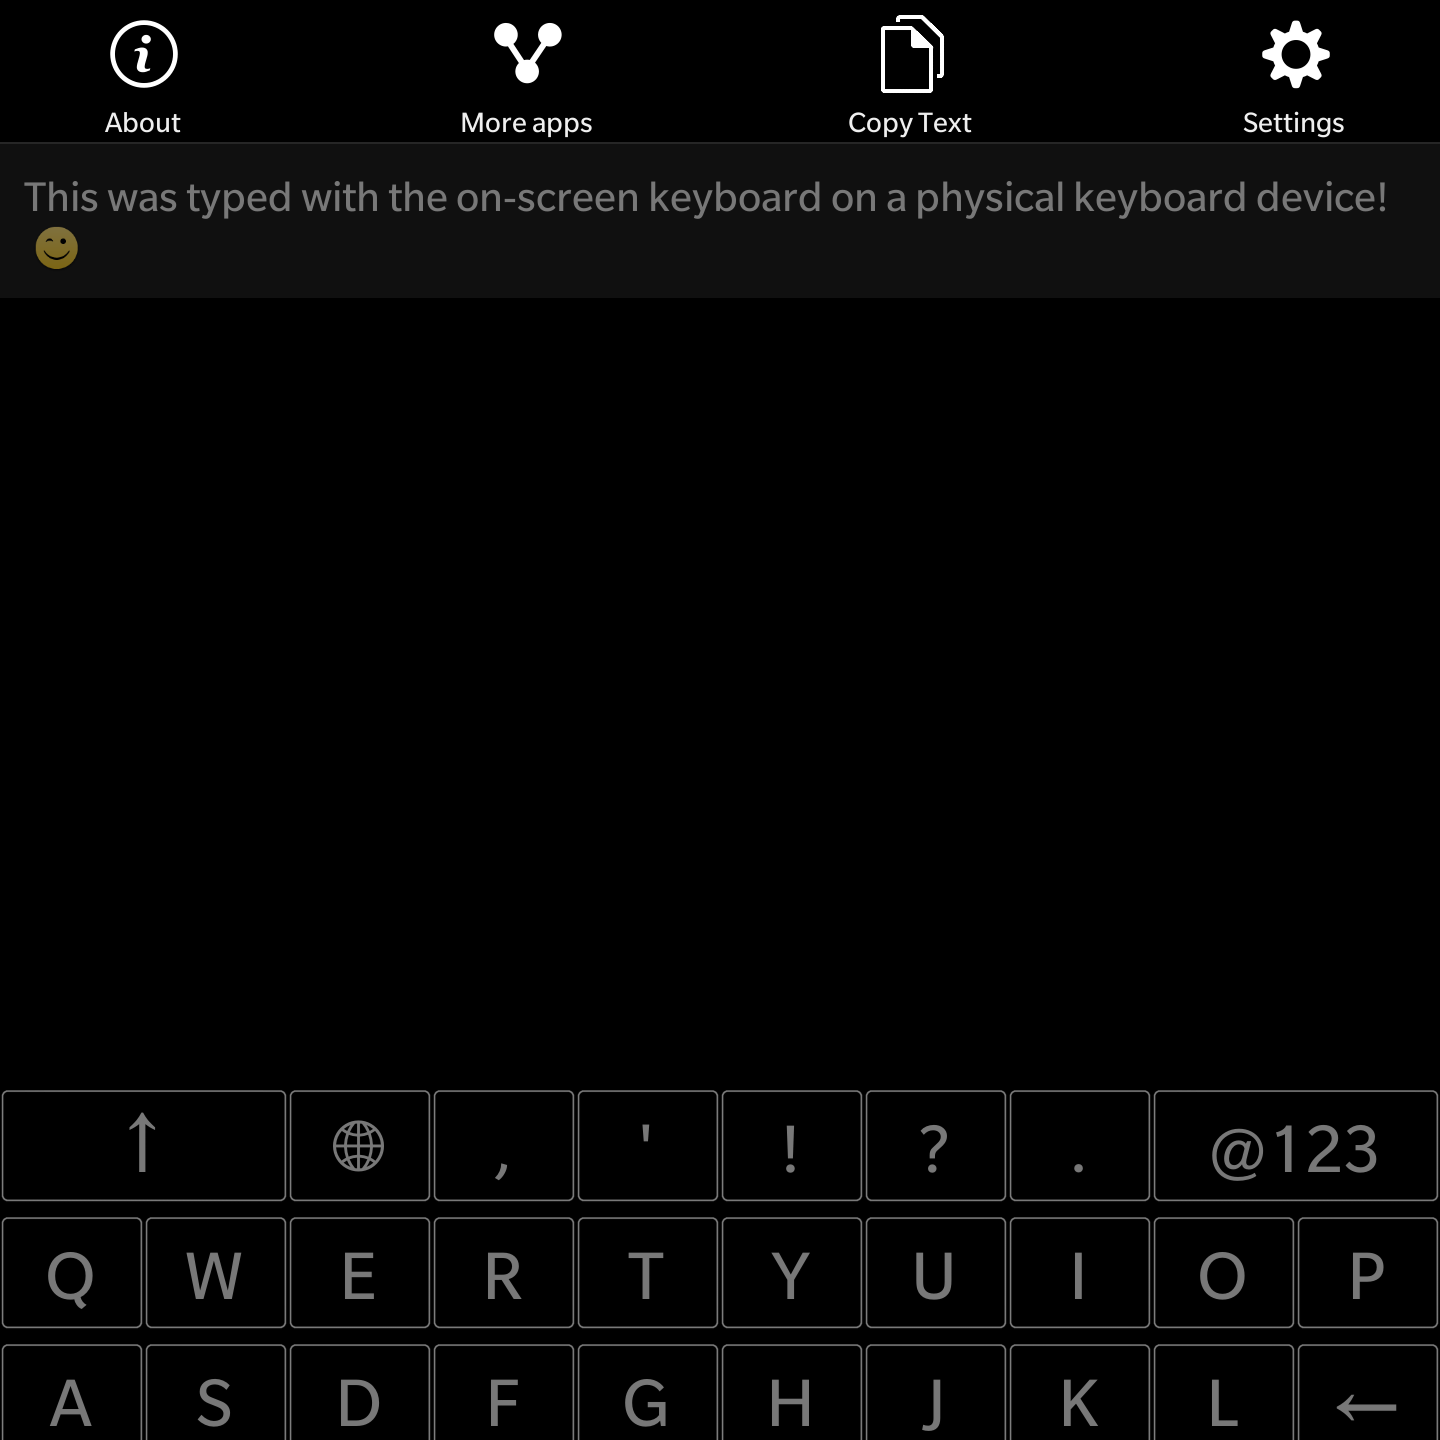 About
More apps
Copy Text
Settings
This was typed with the on-screen keyboard on a physical keyboard device!
😉
↑ , ' ! ? . @123
Q W E R T Y U I O P
A S D F G H J K L ←